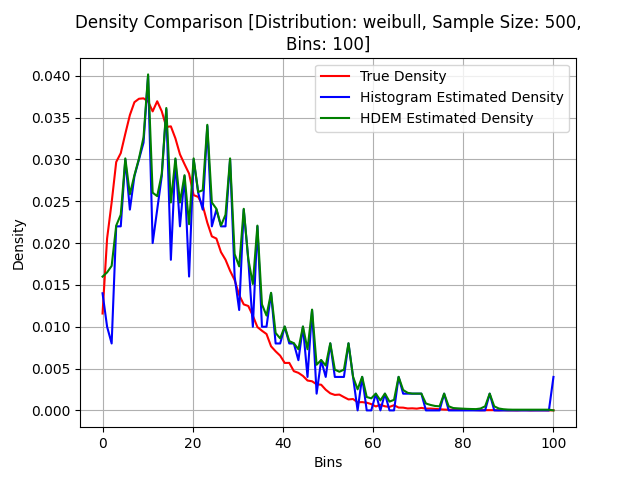 Density Comparison [Distribution: weibull, Sample Size: 500,
Bins: 100]
True Density
Histogram Estimated Density
HDEM Estimated Density
0.040
0.035
0.030
0.025
0.020
0.015
0.010
0.005
0.000
Density
0 20 40 60 80 100
Bins